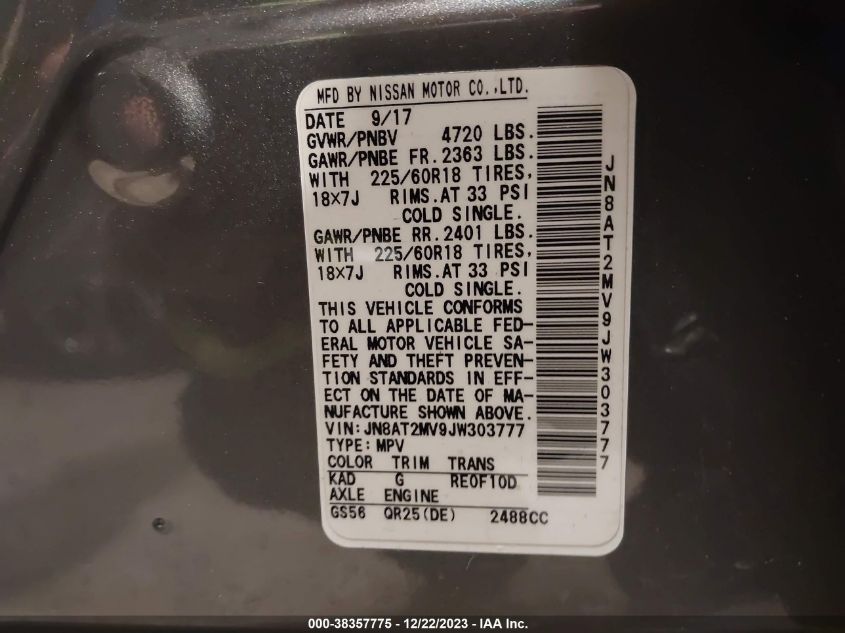 MFD BY NISSAN MOTOR CO.,LTD.
DATE 9/17
GVWR/PNBV 4720 LBS.
GAWR/PNBE FR. 2363 LBS.
WITH 225/60R18 TIRES,
18×7J RIMS.AT 33 PSI
COLD SINGLE.
GAWR/PNBE RR. 2401 LBS.
WITH 225/60R18 TIRES,
18×7J RIMS.AT 33 PSI
COLD SINGLE.
THIS VEHICLE CONFORMS
TO ALL APPLICABLE FED-
ERAL MOTOR VEHICLE SA-
FETY AND THEFT PREVEN-
TION STANDARDS IN EFF-
ECT ON THE DATE OF MA-
NUFACTURE SHOWN ABOVE.
VIN:JN8AT2MV9JW303777
TYPE:MPV
COLOR TRIM TRANS
KAD G RE0F10D
AXLE ENGINE
GS56 QR25(DE) 2488CC
JN8AT2MV9JW303777
000-38357775 - 12/22/2023 - IAA Inc.